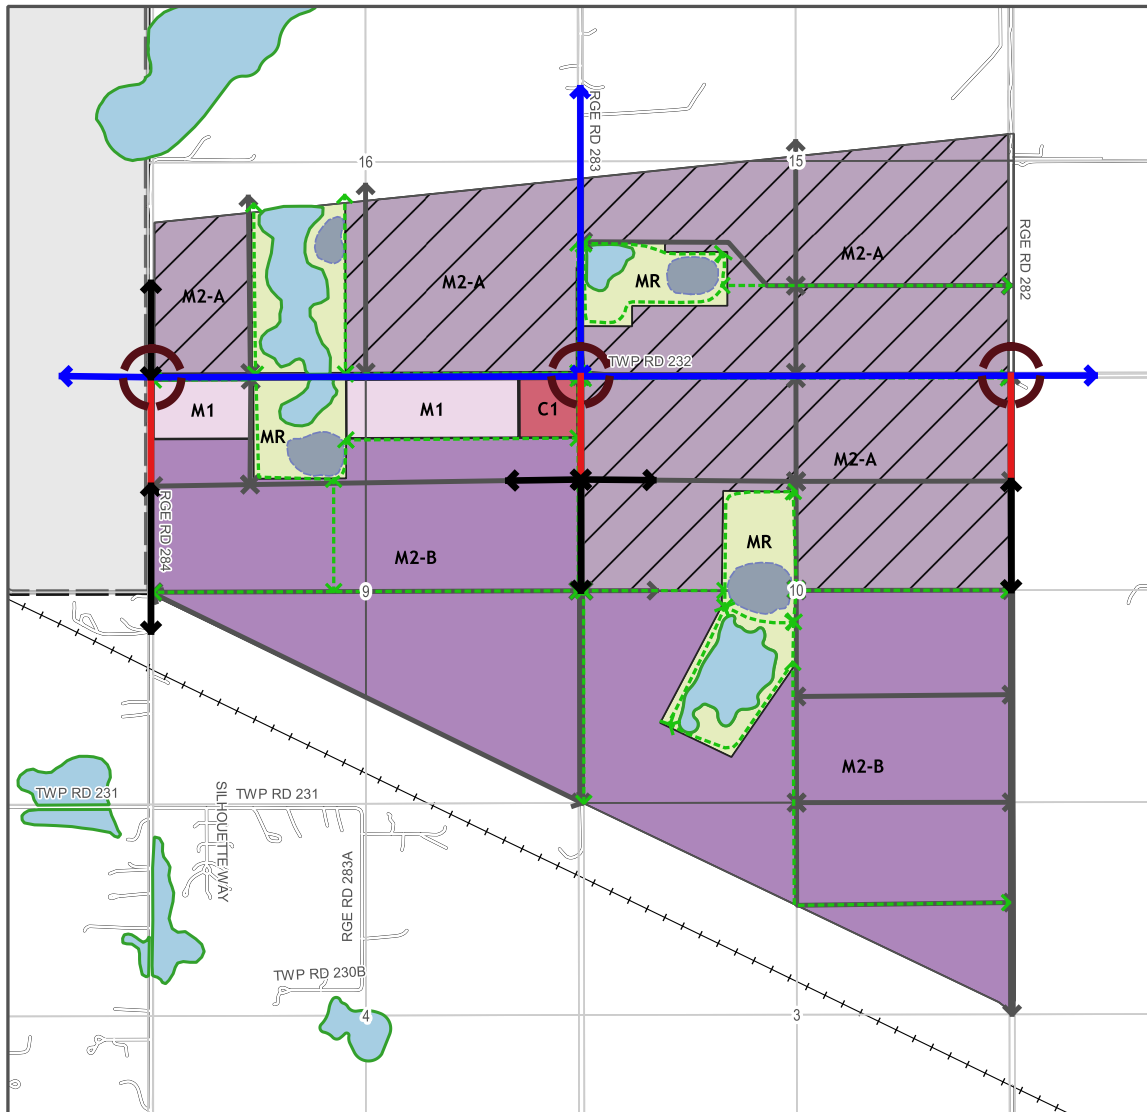 RGE RD 283
16
15
RGE RD 282
M2-A
M2-A
M2-A
MR
TWP RD 232
M1
M1
C1
MR
M2-A
RGE RD 284
MR
M2-B
9
10
M2-B
TWP RD 231
TWP RD 231
SILHOUETTE WAY
RGE RD 283A
TWP RD 230B
4
3